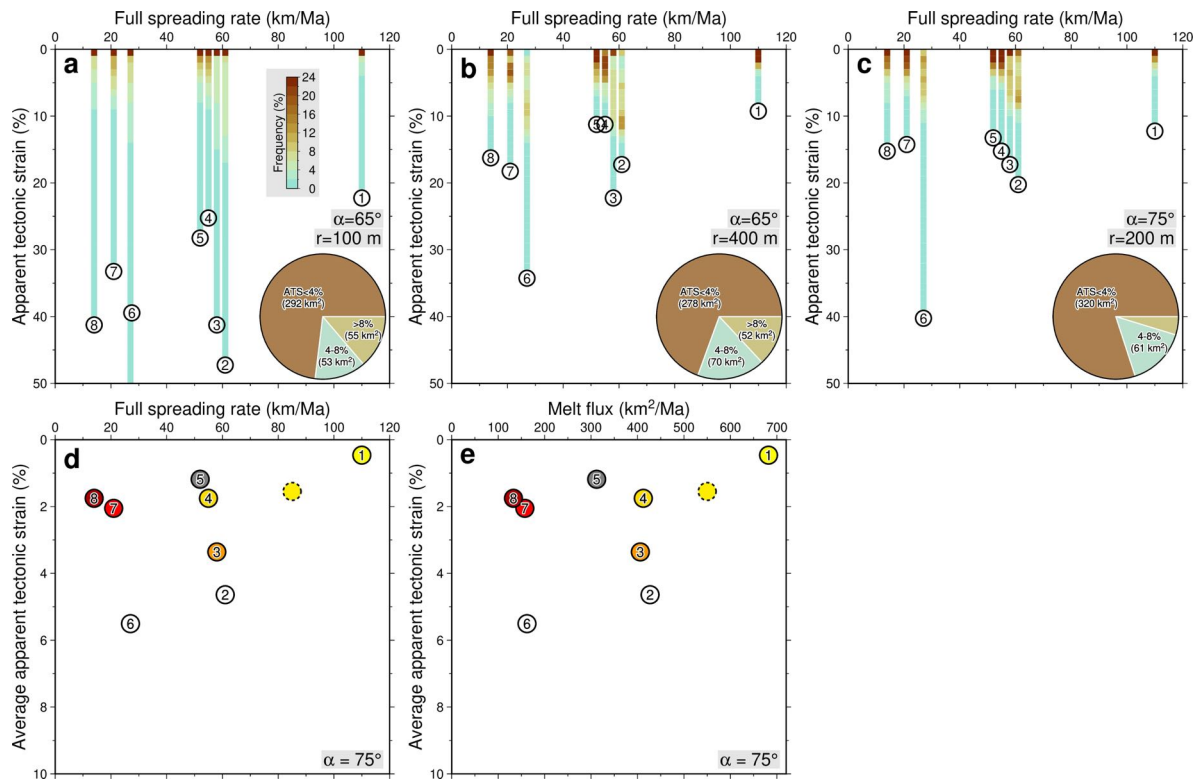 Full spreading rate (km/Ma)
0 20 40 60 80 100 120
a
Apparent tectonic strain (%)
0
10
20
30
40
50
24
20
16
12
8
4
0
Frequency (%)
1
4
5
7
6
8
3
2
α=65°
r=100 m
ATS<4%
(292 km²)
>8%
(55 km²)
4-8%
(53 km²)
Full spreading rate (km/Ma)
0 20 40 60 80 100 120
b
Apparent tectonic strain (%)
0
10
20
30
40
50
1
5 4
8
2
7
3
6
α=65°
r=400 m
ATS<4%
(278 km²)
>8%
(52 km²)
4-8%
(70 km²)
Full spreading rate (km/Ma)
0 20 40 60 80 100 120
c
Apparent tectonic strain (%)
0
10
20
30
40
50
1
5
7
8
4
3
2
6
α=75°
r=200 m
ATS<4%
(320 km²)
4-8%
(61 km²)
Full spreading rate (km/Ma)
0 20 40 60 80 100 120
d
Average apparent tectonic strain (%)
0
2
4
6
8
10
1
5
8
4
7
3
2
6
α = 75°
Melt flux (km²/Ma)
0 100 200 300 400 500 600 700
e
Average apparent tectonic strain (%)
0
2
4
6
8
10
1
5
8
4
7
3
2
6
α = 75°